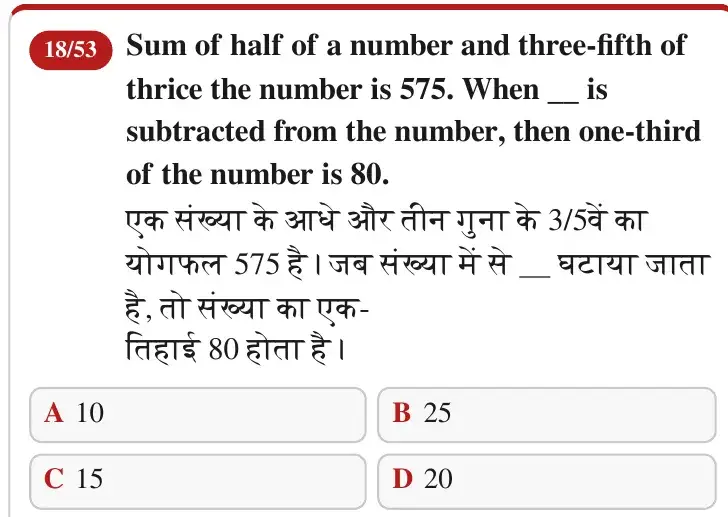 18/53 Sum of half of a number and three-fifth of
thrice the number is 575. When __ is
subtracted from the number, then one-third
of the number is 80.
एक संख्या के आधे और तीन गुना के 3/5वें का
योगफल 575 है। जब संख्या में से __ घटाया जाता
है, तो संख्या का एक-
तिहाई 80 होता है।
A 10
B 25
C 15
D 20